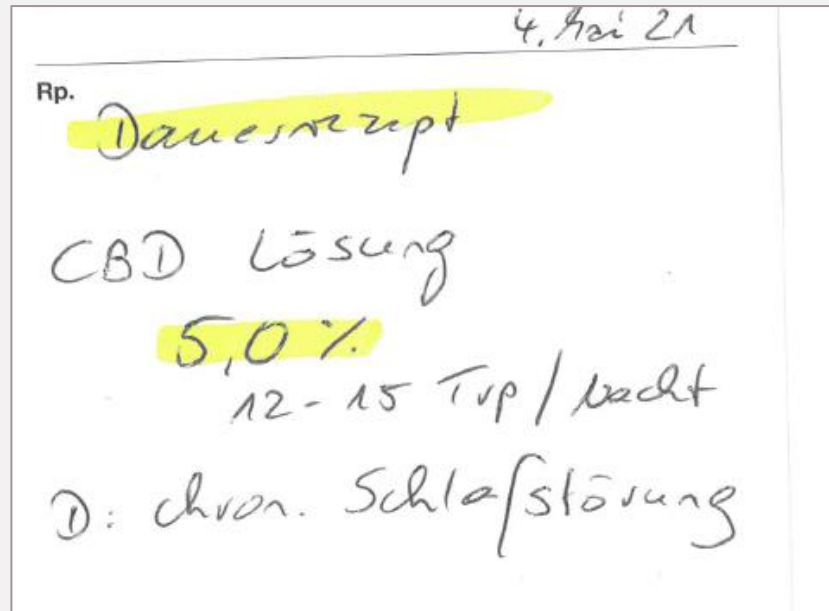 4. Mai 21
Rp.
Dauerrezept
CBD Lösung
5,0 %
12 - 15 Trp / Nacht
D: chron. Schlafstörung